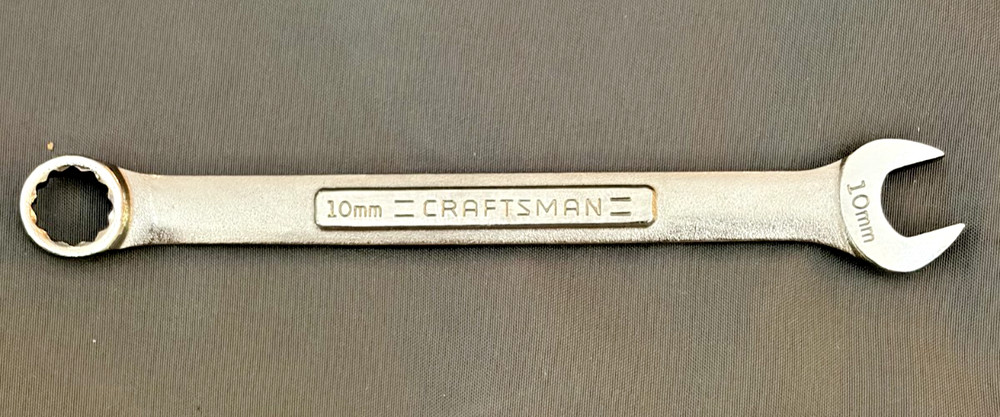 10mm = CRAFTSMAN =
10mm